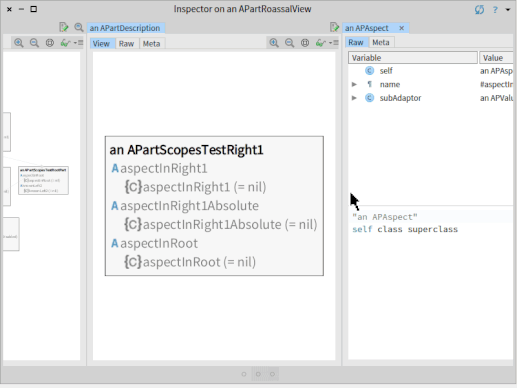 Inspector on an APartRoassalView
an APartDescription
View Raw Meta
an APartScopesTestRight1
A aspectInRight1
{C} aspectInRight1 (= nil)
A aspectInRight1Absolute
{C} aspectInRight1Absolute (= nil)
A aspectInRoot
{C} aspectInRoot (= nil)
an APAspect
Raw Meta
Variable Value
self an APAsp
name #aspectIn
subAdaptor an APValu
"an APAspect"
self class superclass